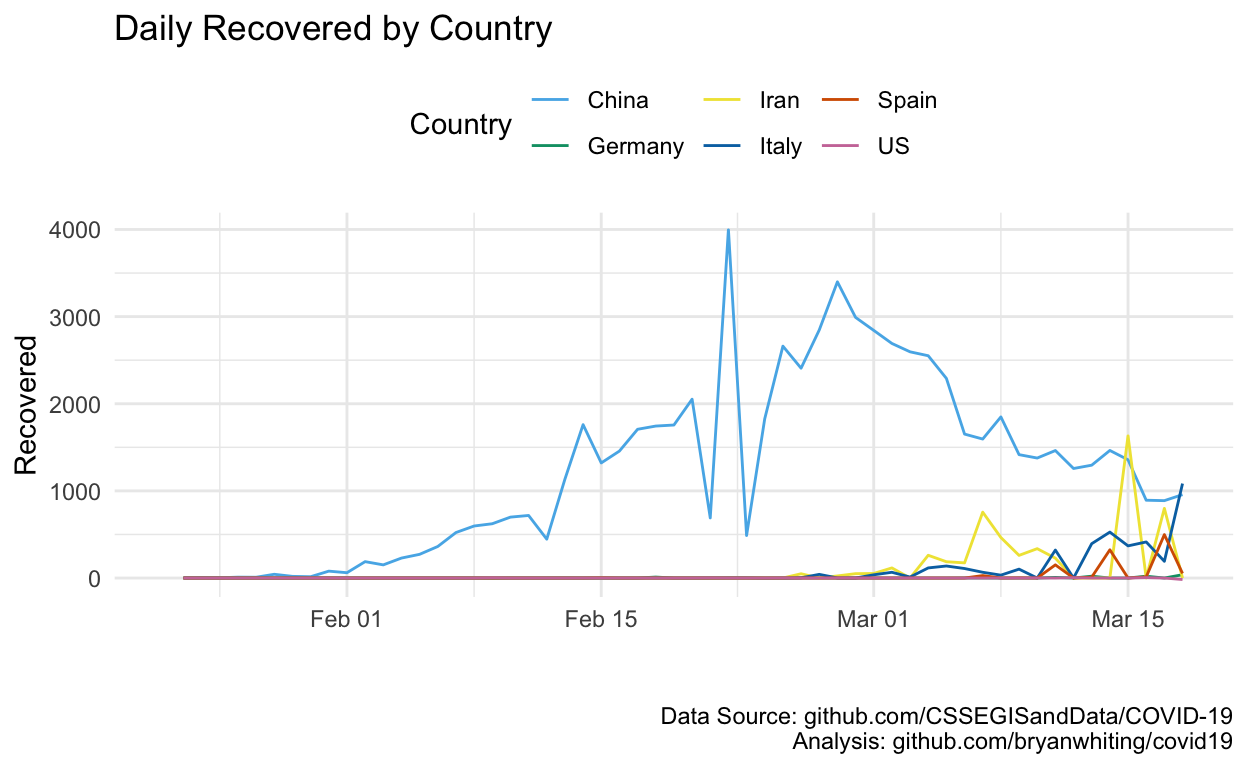 Daily Recovered by Country
Country
China
Iran
Spain
Germany
Italy
US
Recovered
4000
3000
2000
1000
0
Feb 01
Feb 15
Mar 01
Mar 15
Data Source: github.com/CSSEGISandData/COVID-19
Analysis: github.com/bryanwhiting/covid19